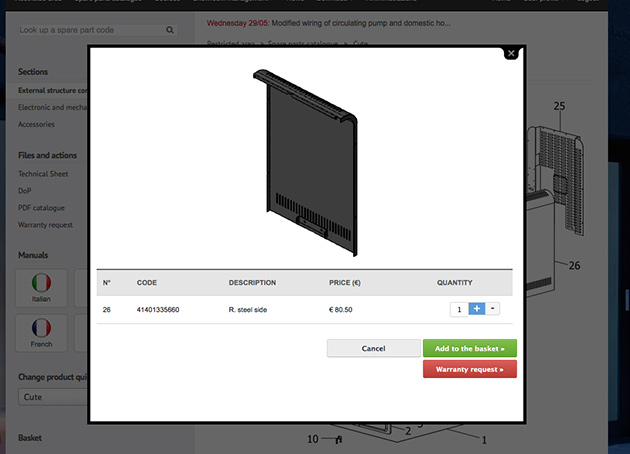 Look up a spare part code
Wednesday 29/05: Modified wiring of circulating pump and domestic ho...
Restricted area > Spare parts catalogue > Cute
Sections
External structure cor
Electronic and mecha
Accessories
Files and actions
Technical Sheet
DoP
PDF catalogue
Warranty request
Manuals
Italian
French
Change product qui
Cute
Basket
N° CODE DESCRIPTION PRICE (€) QUANTITY
26 41401335660 R. steel side € 80.50 1 + -
Cancel
Add to the basket »
Warranty request »
25
26
2
10
1